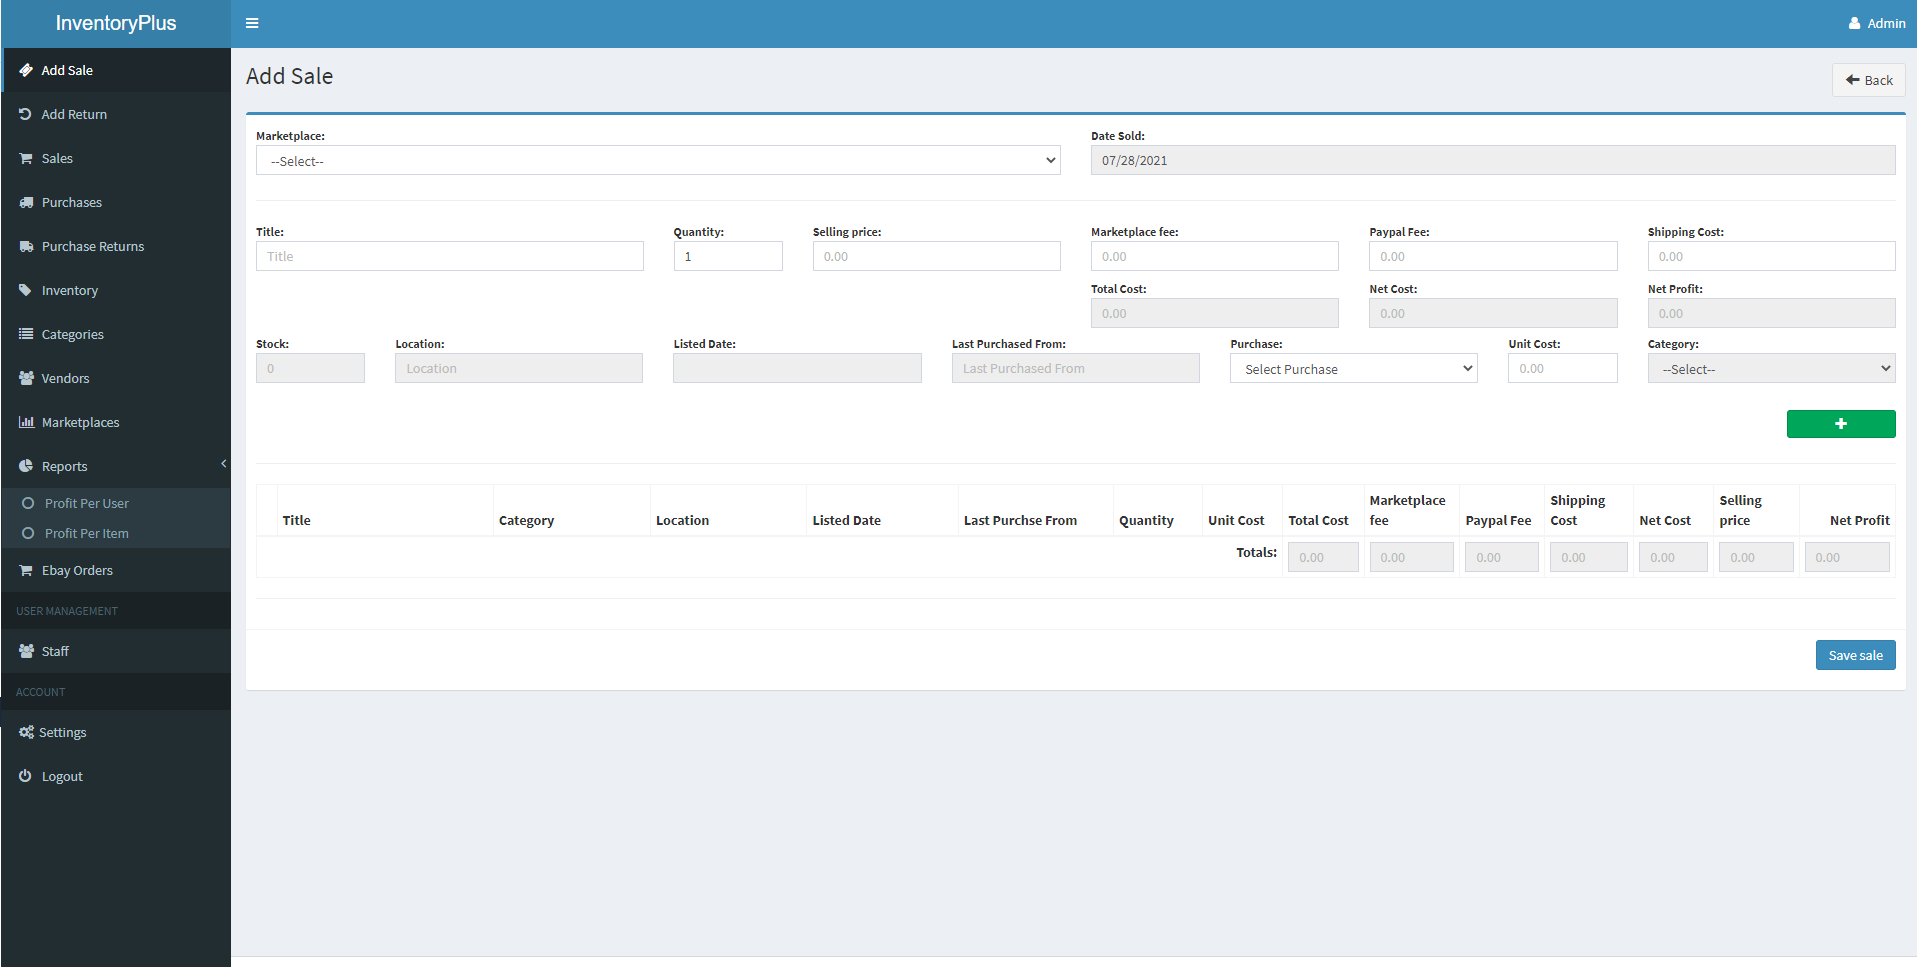 InventoryPlus
Admin
Add Sale
Add Return
Sales
Purchases
Purchase Returns
Inventory
Categories
Vendors
Marketplaces
Reports
Profit Per User
Profit Per Item
Ebay Orders
USER MANAGEMENT
Staff
ACCOUNT
Settings
Logout
Add Sale
Back
Marketplace: Date Sold:
--Select-- 07/28/2021
Title: Quantity: Selling price: Marketplace fee: Paypal Fee: Shipping Cost:
Title 1 0.00 0.00 0.00 0.00
Total Cost: Net Cost: Net Profit:
0.00 0.00 0.00
Stock: Location: Listed Date: Last Purchased From: Purchase: Unit Cost: Category:
0 Location Last Purchased From Select Purchase 0.00 --Select--
Title Category Location Listed Date Last Purchse From Quantity Unit Cost Total Cost Marketplace fee Paypal Fee Shipping Cost Net Cost Selling price Net Profit
Totals: 0.00 0.00 0.00 0.00 0.00 0.00 0.00
Save sale